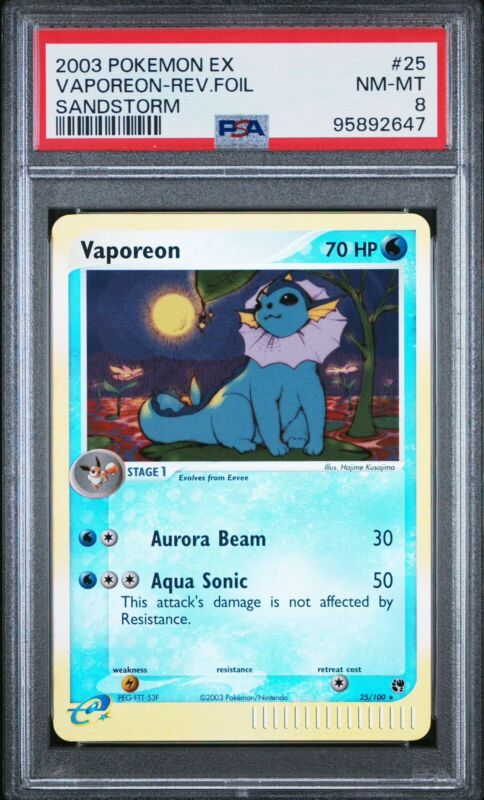 2003 POKEMON EX #25
VAPOREON-REV.FOIL NM-MT
SANDSTORM 8
PSA 95892647
Vaporeon 70 HP
STAGE 1
Evolves from Eevee
Illus. Hajime Kusajima
Aurora Beam 30
Aqua Sonic 50
This attack's damage is not affected by
Resistance.
weakness resistance retreat cost
PEG-FTT-53F ©2003 Pokémon/Nintendo 25/100 ★
e